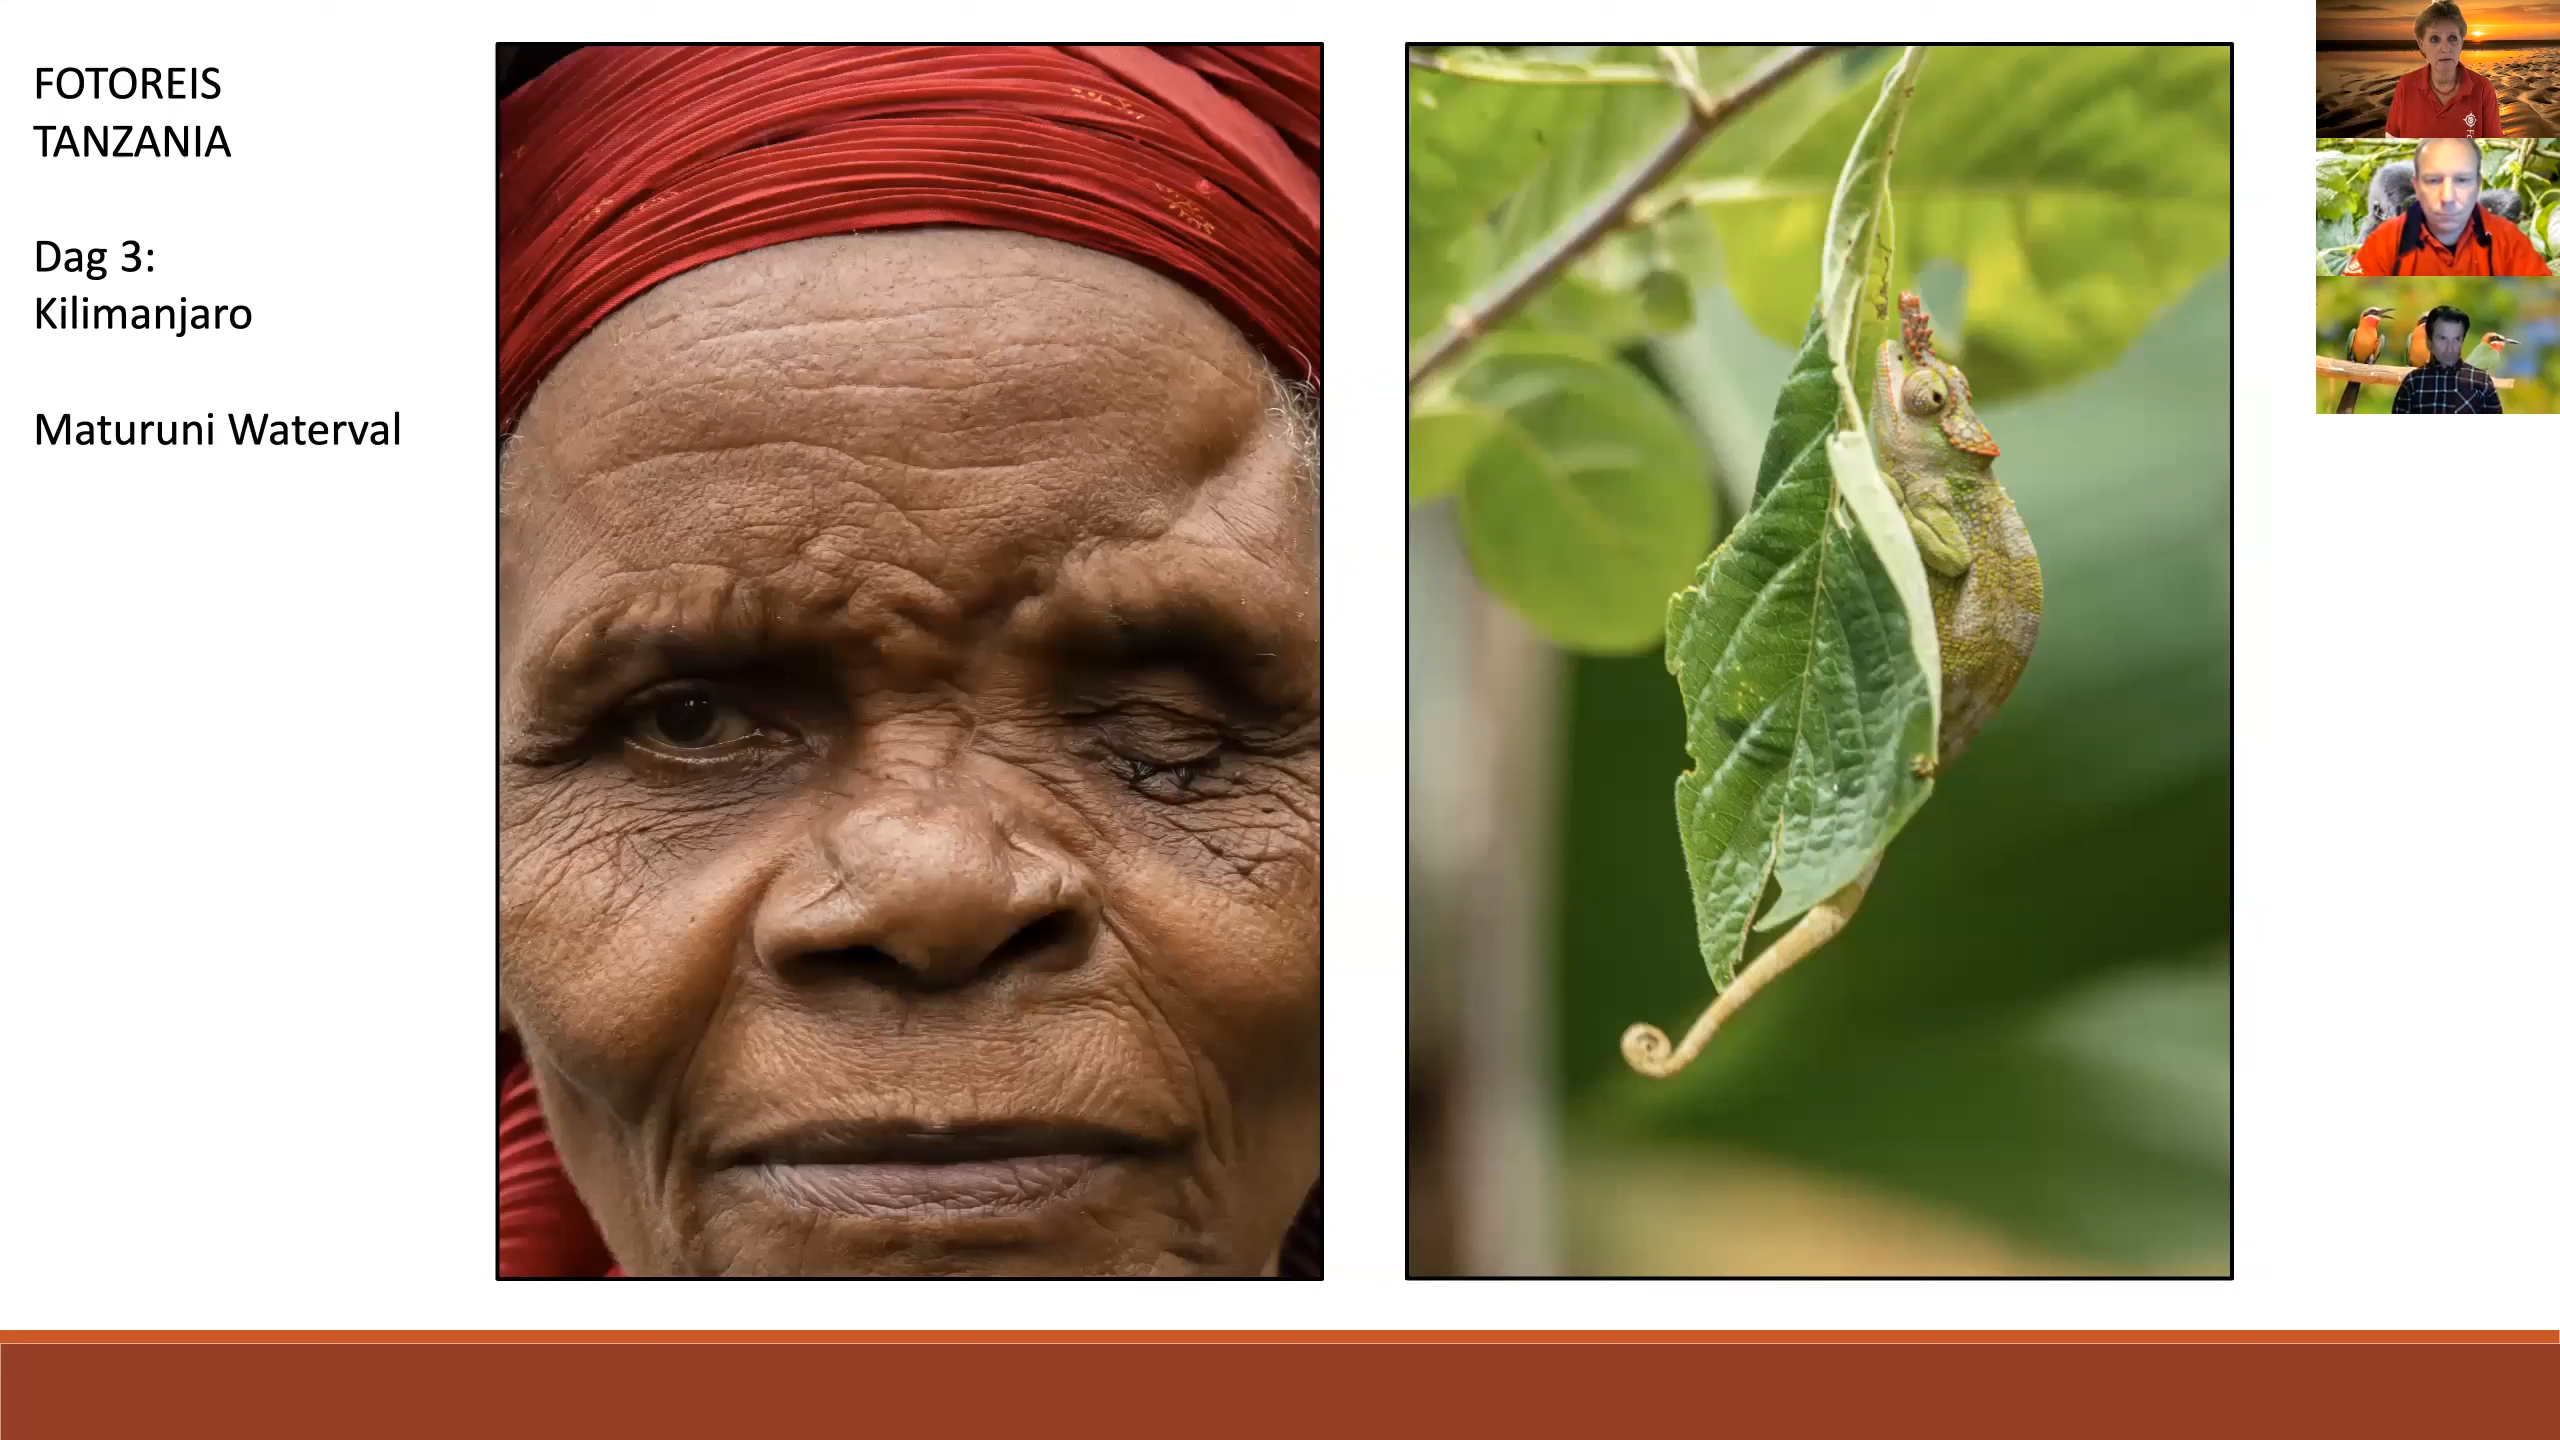 FOTOREIS
TANZANIA
Dag 3:
Kilimanjaro
Maturuni Waterval